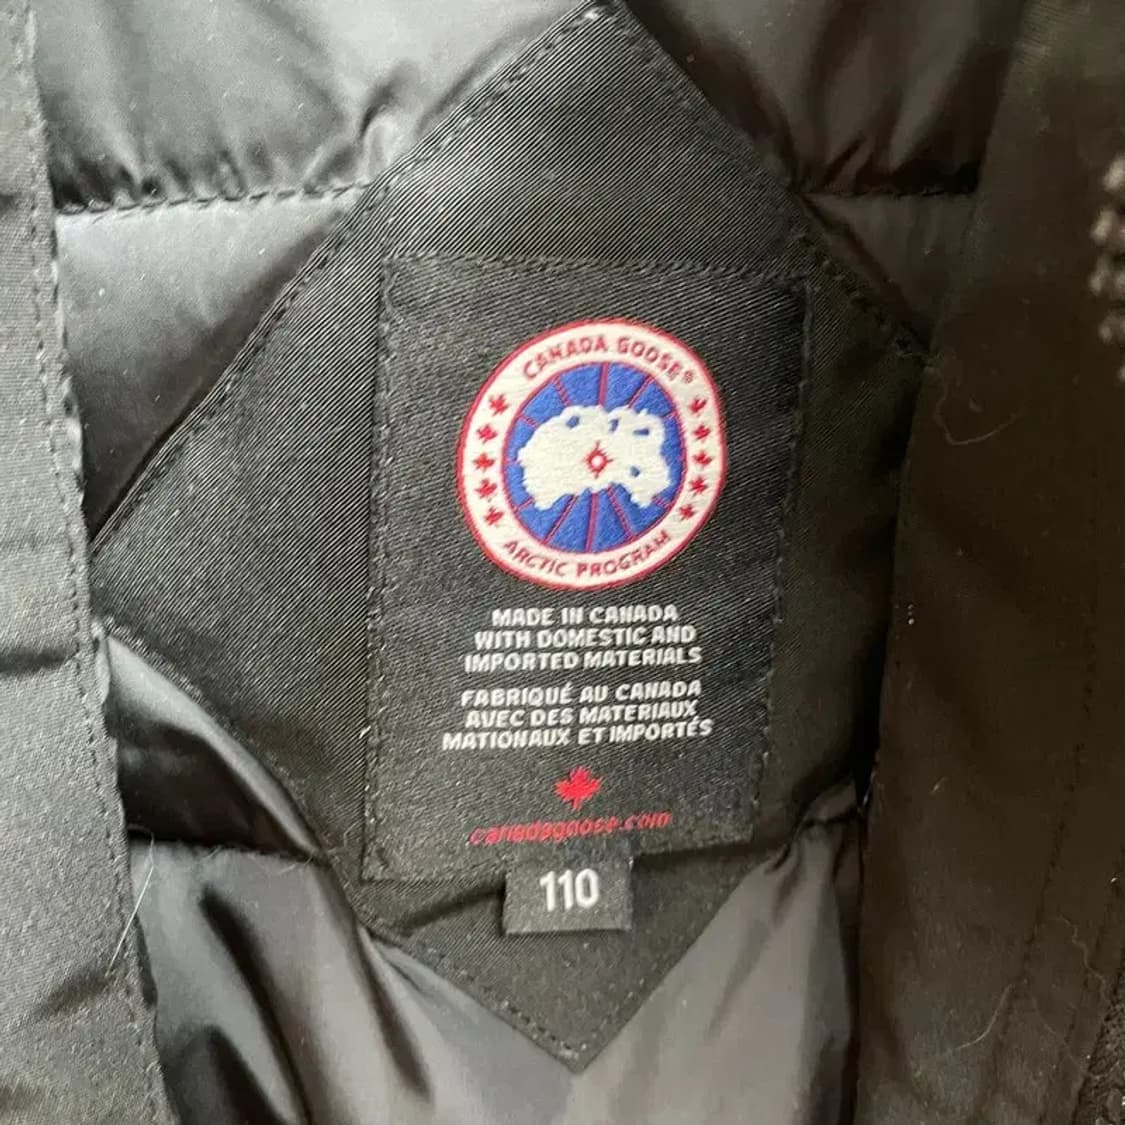 CANADA GOOSE®
ARCTIC PROGRAM
MADE IN CANADA
WITH DOMESTIC AND
IMPORTED MATERIALS
FABRIQUÉ AU CANADA
AVEC DES MATERIAUX
NATIONAUX ET IMPORTÉS
canadagoose.com
110